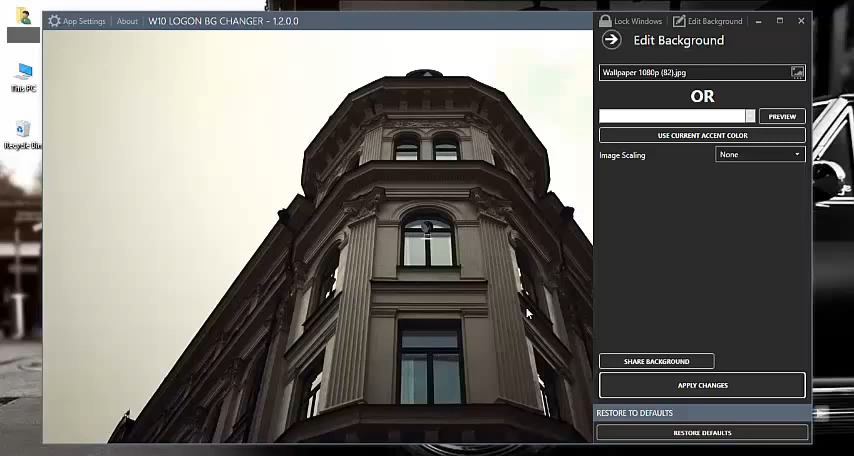 App Settings | About | W10 LOGON BG CHANGER - 1.2.0.0
Lock Windows | Edit Background
Edit Background
Wallpaper 1080p (82).jpg
OR
PREVIEW
USE CURRENT ACCENT COLOR
Image Scaling
None
This PC
Recycle Bin
SHARE BACKGROUND
APPLY CHANGES
RESTORE TO DEFAULTS
RESTORE DEFAULTS